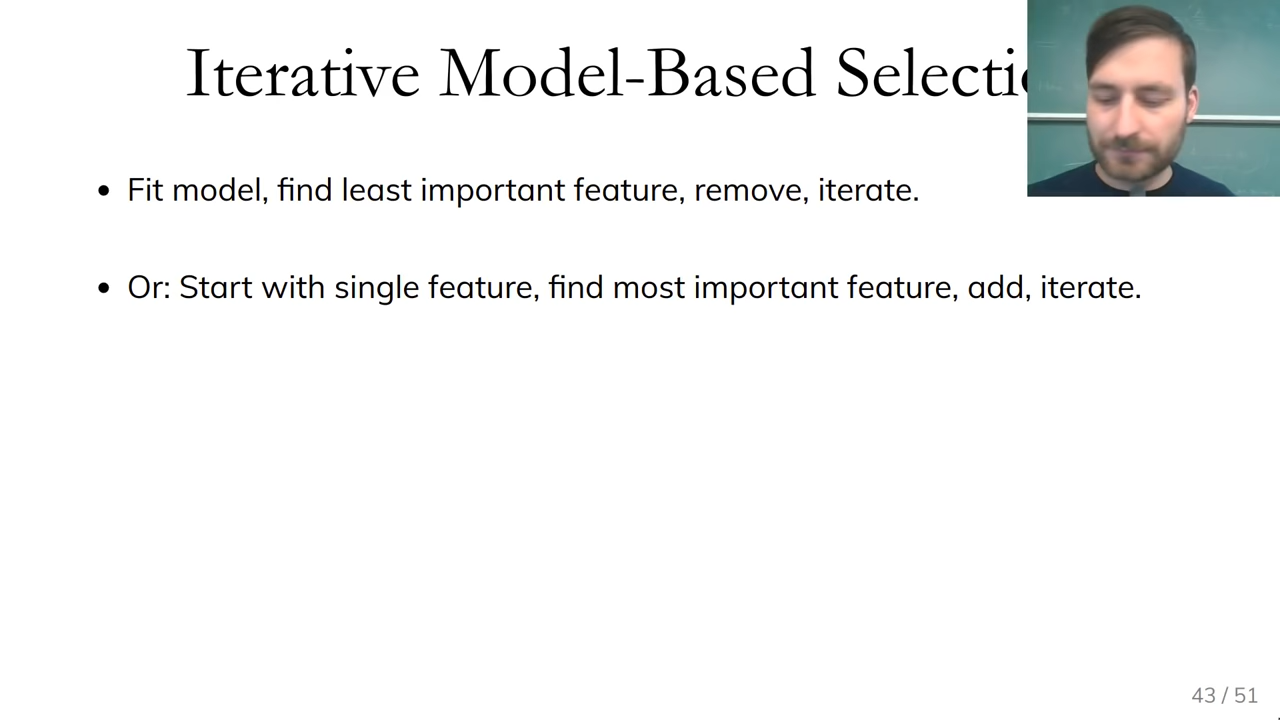 Iterative Model-Based Selectio
• Fit model, find least important feature, remove, iterate.
• Or: Start with single feature, find most important feature, add, iterate.
43 / 51